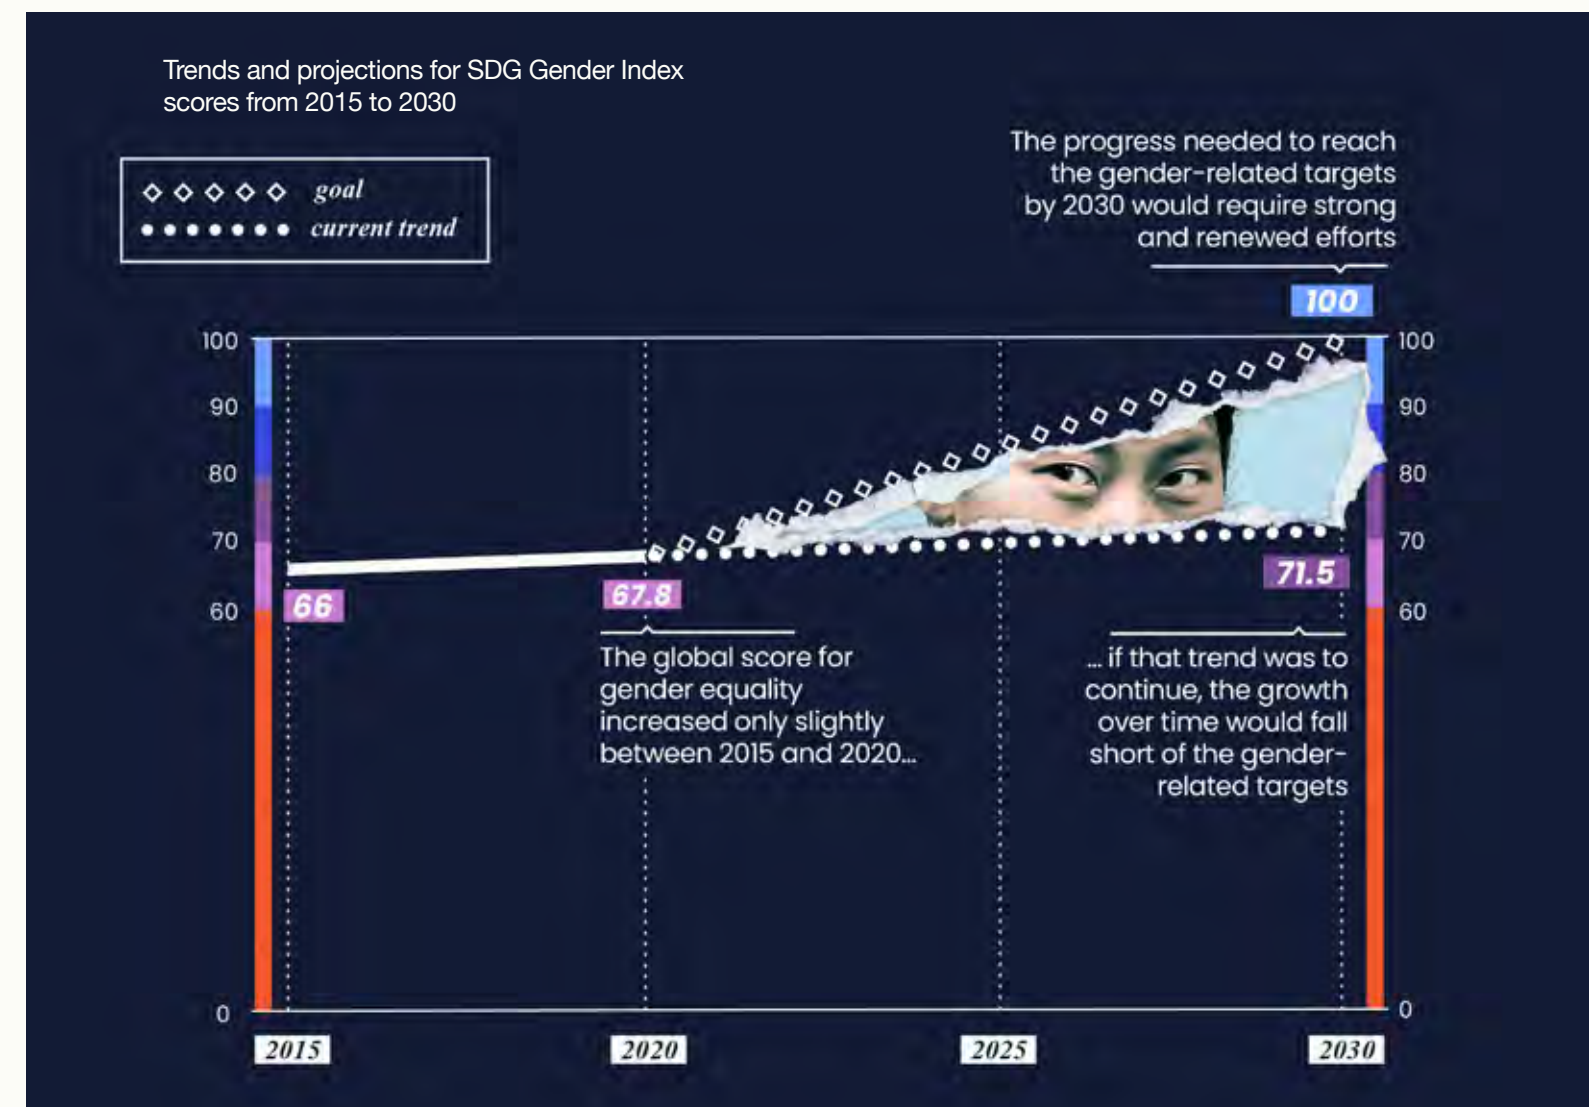 Trends and projections for SDG Gender Index
scores from 2015 to 2030
goal
current trend
The progress needed to reach
the gender-related targets
by 2030 would require strong
and renewed efforts
100
100
90
80
70
60
0
100
90
80
70
60
0
66
67.8
71.5
The global score for
gender equality
increased only slightly
between 2015 and 2020...
... if that trend was to
continue, the growth
over time would fall
short of the gender-
related targets
2015
2020
2025
2030